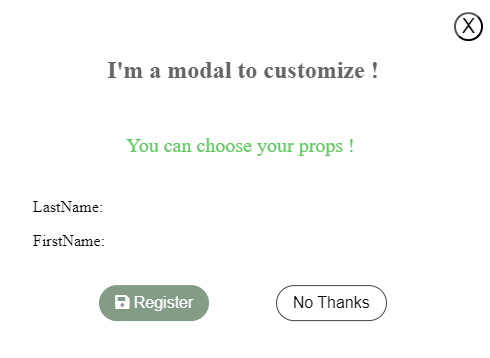 X
I'm a modal to customize !
You can choose your props !
LastName:
FirstName:
Register
No Thanks